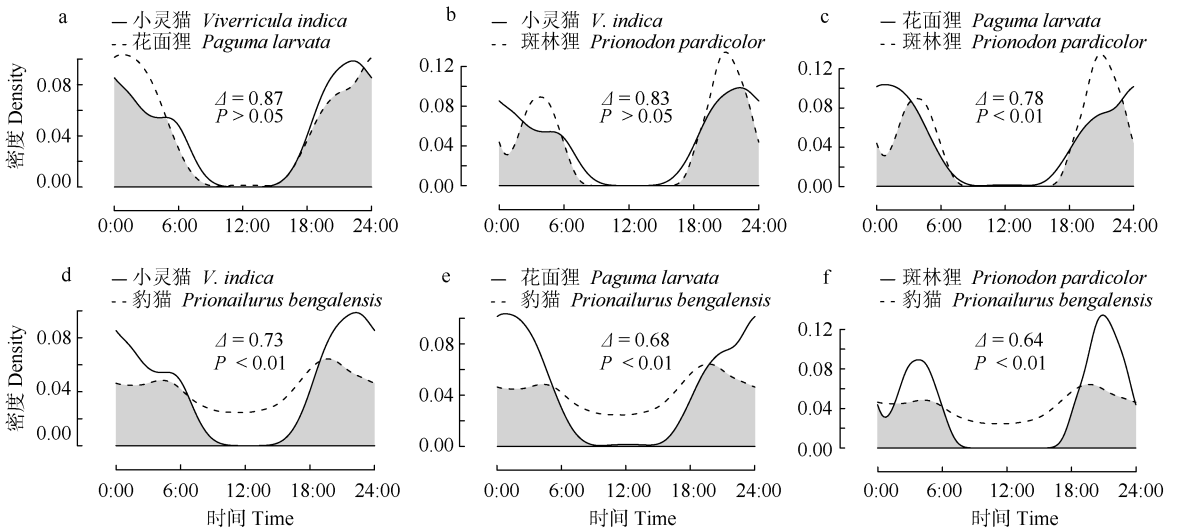 a
小灵猫 Viverricula indica
花面狸 Paguma larvata
密度 Density
0.08
0.04
0.00
Δ = 0.87
P > 0.05
0:00 6:00 12:00 18:00 24:00
b
小灵猫 V. indica
斑林狸 Prionodon pardicolor
0.12
0.08
0.04
0.00
Δ = 0.83
P > 0.05
0:00 6:00 12:00 18:00 24:00
c
花面狸 Paguma larvata
斑林狸 Prionodon pardicolor
0.12
0.08
0.04
0.00
Δ = 0.78
P < 0.01
0:00 6:00 12:00 18:00 24:00
d
小灵猫 V. indica
豹猫 Prionailurus bengalensis
密度 Density
0.08
0.04
0.00
Δ = 0.73
P < 0.01
0:00 6:00 12:00 18:00 24:00
时间 Time
e
花面狸 Paguma larvata
豹猫 Prionailurus bengalensis
0.08
0.04
0.00
Δ = 0.68
P < 0.01
0:00 6:00 12:00 18:00 24:00
时间 Time
f
斑林狸 Prionodon pardicolor
豹猫 Prionailurus bengalensis
0.12
0.08
0.04
0.00
Δ = 0.64
P < 0.01
0:00 6:00 12:00 18:00 24:00
时间 Time